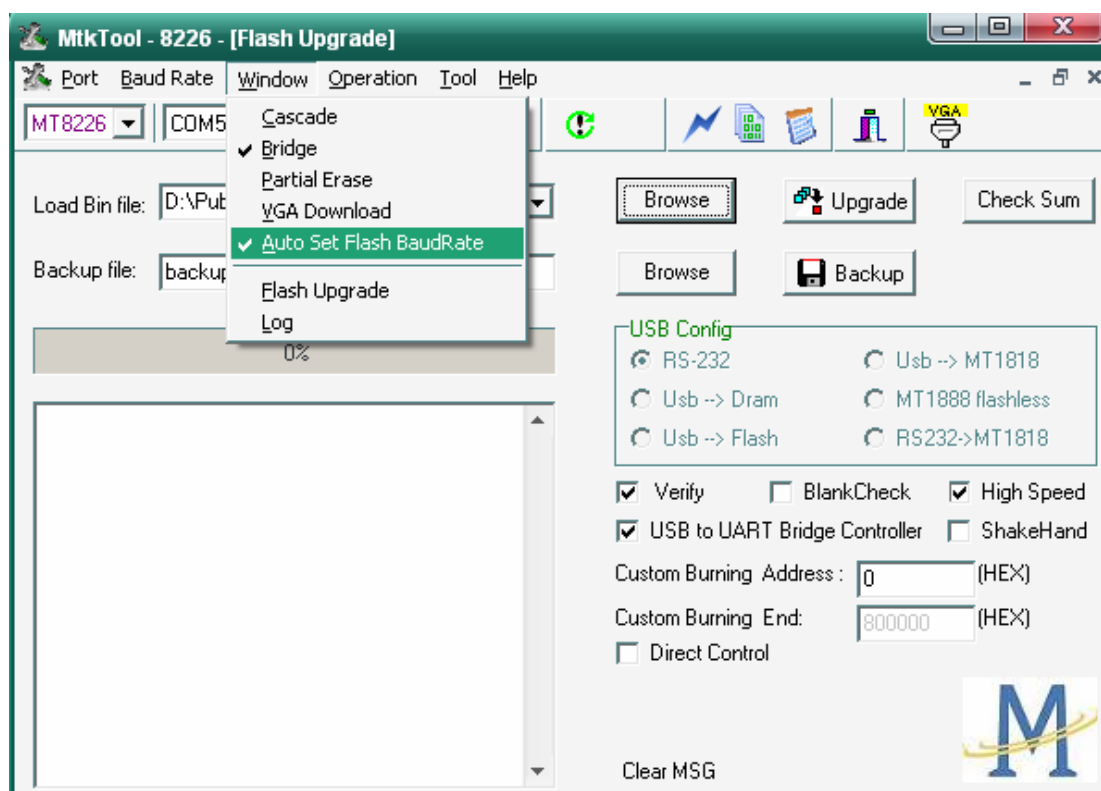 MtkTool - 8226 - [Flash Upgrade]
Port Baud Rate Window Operation Tool Help
MT8226 COM5 VGA
Cascade
Bridge
Partial Erase
VGA Download
Auto Set Flash BaudRate
Flash Upgrade
Log
Load Bin file: D:\Pub Browse Upgrade Check Sum
Backup file: backup Browse Backup
0%
USB Config
RS-232 Usb --> MT1818
Usb --> Dram MT1888 flashless
Usb --> Flash RS232->MT1818
Verify BlankCheck High Speed
USB to UART Bridge Controller ShakeHand
Custom Burning Address : 0 (HEX)
Custom Burning End: 800000 (HEX)
Direct Control
M
Clear MSG